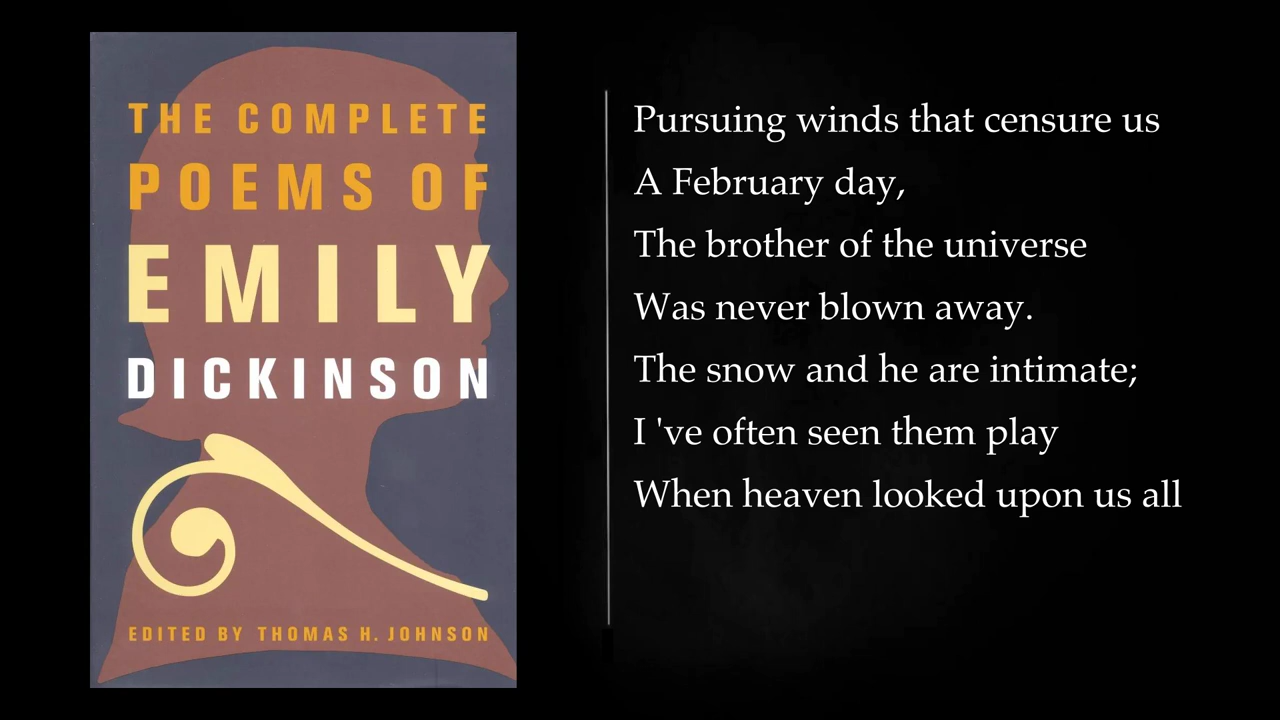 THE COMPLETE
POEMS OF
EMILY
DICKINSON
EDITED BY THOMAS H. JOHNSON
Pursuing winds that censure us
A February day,
The brother of the universe
Was never blown away.
The snow and he are intimate;
I 've often seen them play
When heaven looked upon us all